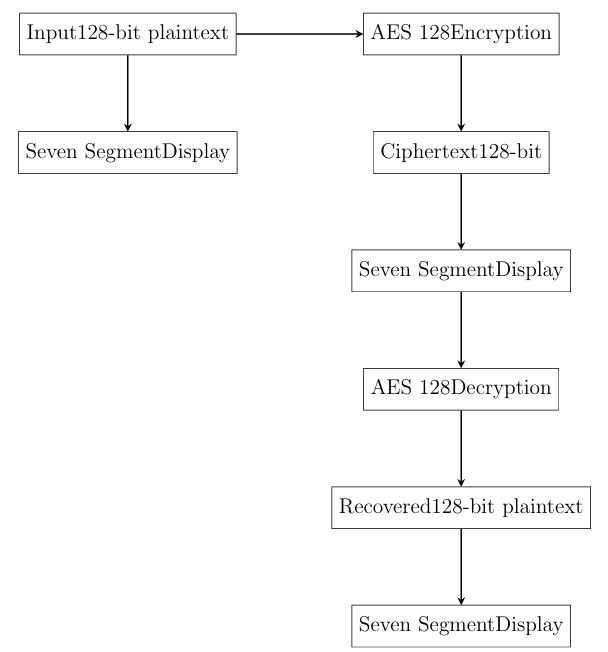 Input128-bit plaintext
AES 128Encryption
Seven SegmentDisplay
Ciphertext128-bit
Seven SegmentDisplay
AES 128Decryption
Recovered128-bit plaintext
Seven SegmentDisplay